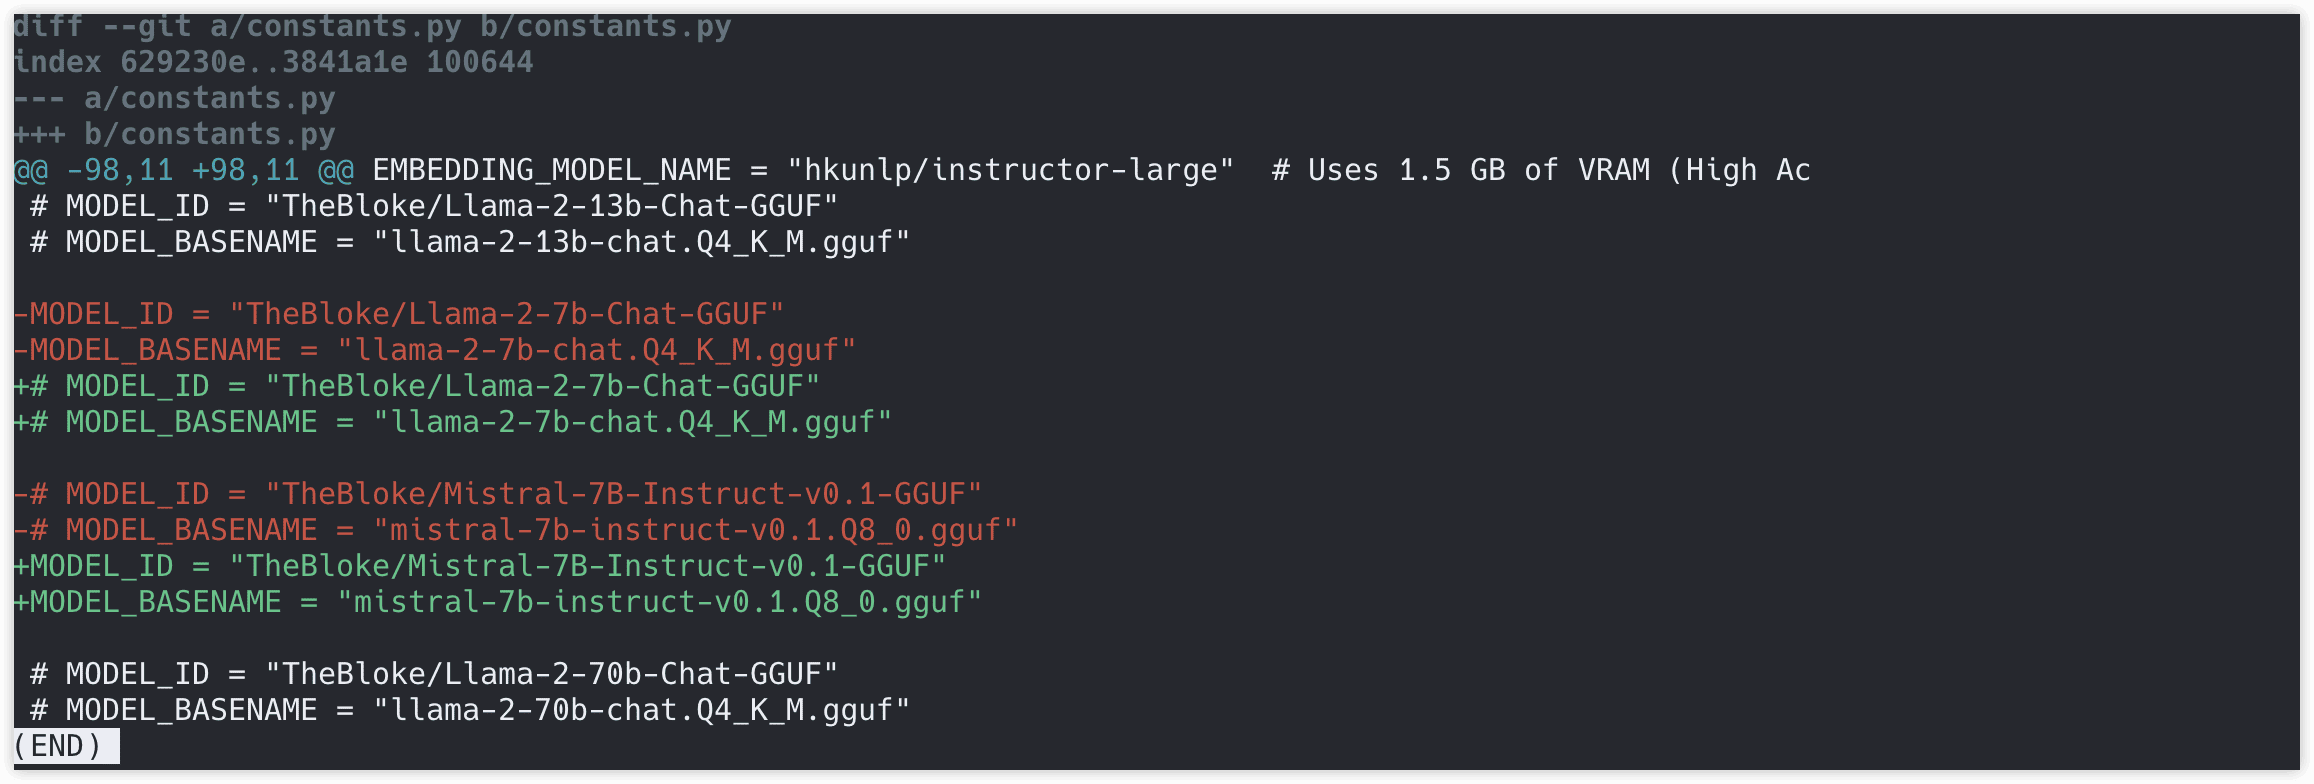 diff --git a/constants.py b/constants.py
index 629230e..3841a1e 100644
--- a/constants.py
+++ b/constants.py
@@ -98,11 +98,11 @@ EMBEDDING_MODEL_NAME = "hkunlp/instructor-large"  # Uses 1.5 GB of VRAM (High Ac
 # MODEL_ID = "TheBloke/Llama-2-13b-Chat-GGUF"
 # MODEL_BASENAME = "llama-2-13b-chat.Q4_K_M.gguf"

-MODEL_ID = "TheBloke/Llama-2-7b-Chat-GGUF"
-MODEL_BASENAME = "llama-2-7b-chat.Q4_K_M.gguf"
+# MODEL_ID = "TheBloke/Llama-2-7b-Chat-GGUF"
+# MODEL_BASENAME = "llama-2-7b-chat.Q4_K_M.gguf"

-# MODEL_ID = "TheBloke/Mistral-7B-Instruct-v0.1-GGUF"
-# MODEL_BASENAME = "mistral-7b-instruct-v0.1.Q8_0.gguf"
+MODEL_ID = "TheBloke/Mistral-7B-Instruct-v0.1-GGUF"
+MODEL_BASENAME = "mistral-7b-instruct-v0.1.Q8_0.gguf"

 # MODEL_ID = "TheBloke/Llama-2-70b-Chat-GGUF"
 # MODEL_BASENAME = "llama-2-70b-chat.Q4_K_M.gguf"
(END)